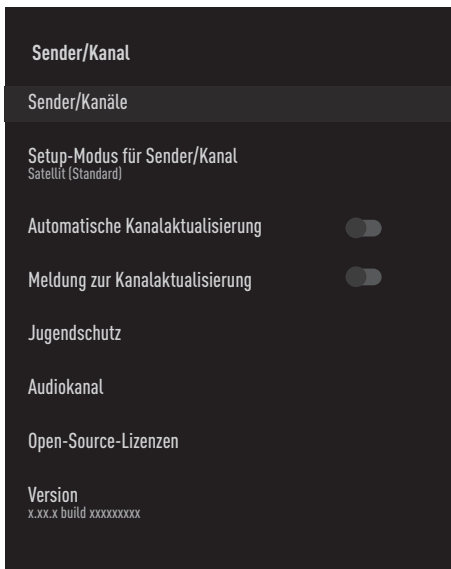 Sender/Kanal
Sender/Kanäle
Setup-Modus für Sender/Kanal
Satellit (Standard)
Automatische Kanalaktualisierung
Meldung zur Kanalaktualisierung
Jugendschutz
Audiokanal
Open-Source-Lizenzen
Version
x.xx.x build xxxxxxxxx